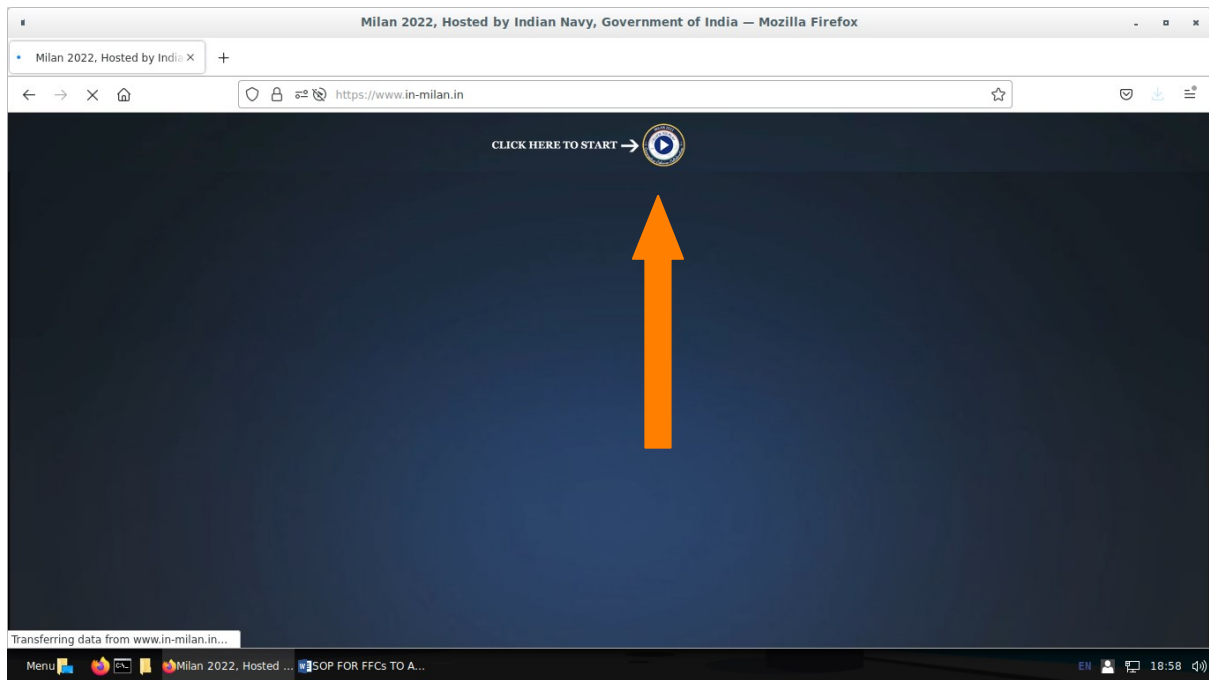 Milan 2022, Hosted by Indian Navy, Government of India — Mozilla Firefox
Milan 2022, Hosted by India
https://www.in-milan.in
CLICK HERE TO START
Transferring data from www.in-milan.in...
Menu Milan 2022, Hosted ... SOP FOR FFCs TO A... EN 18:58